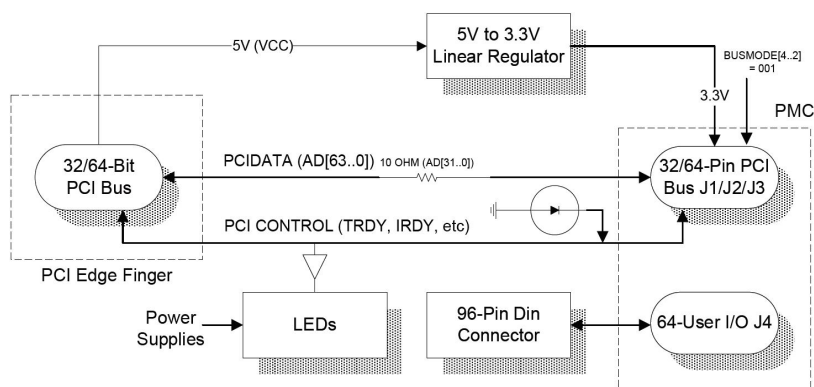 5V (VCC)
5V to 3.3V
Linear Regulator
BUSMODE[4..2]
= 001
3.3V
PMC
32/64-Bit
PCI Bus
PCIDATA (AD[63..0])
10 OHM (AD[31..0])
32/64-Pin PCI
Bus J1/J2/J3
PCI CONTROL (TRDY, IRDY, etc)
PCI Edge Finger
Power
Supplies
LEDs
96-Pin Din
Connector
64-User I/O J4